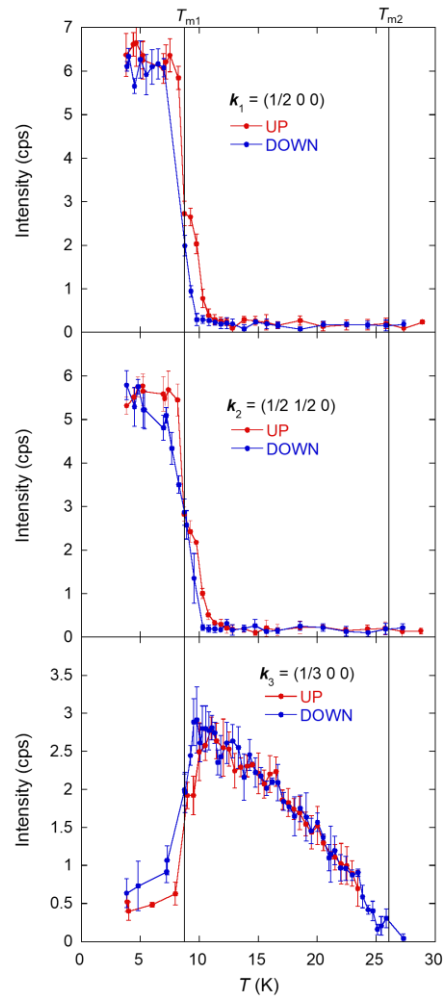 T_m1 T_m2
7
6
5
4
3
2
1
0
Intensity (cps)
k_1 = (1/2 0 0)
UP
DOWN
6
5
4
3
2
1
0
Intensity (cps)
k_2 = (1/2 1/2 0)
UP
DOWN
3.5
3
2.5
2
1.5
1
0.5
0
Intensity (cps)
k_3 = (1/3 0 0)
UP
DOWN
0 5 10 15 20 25 30
T (K)